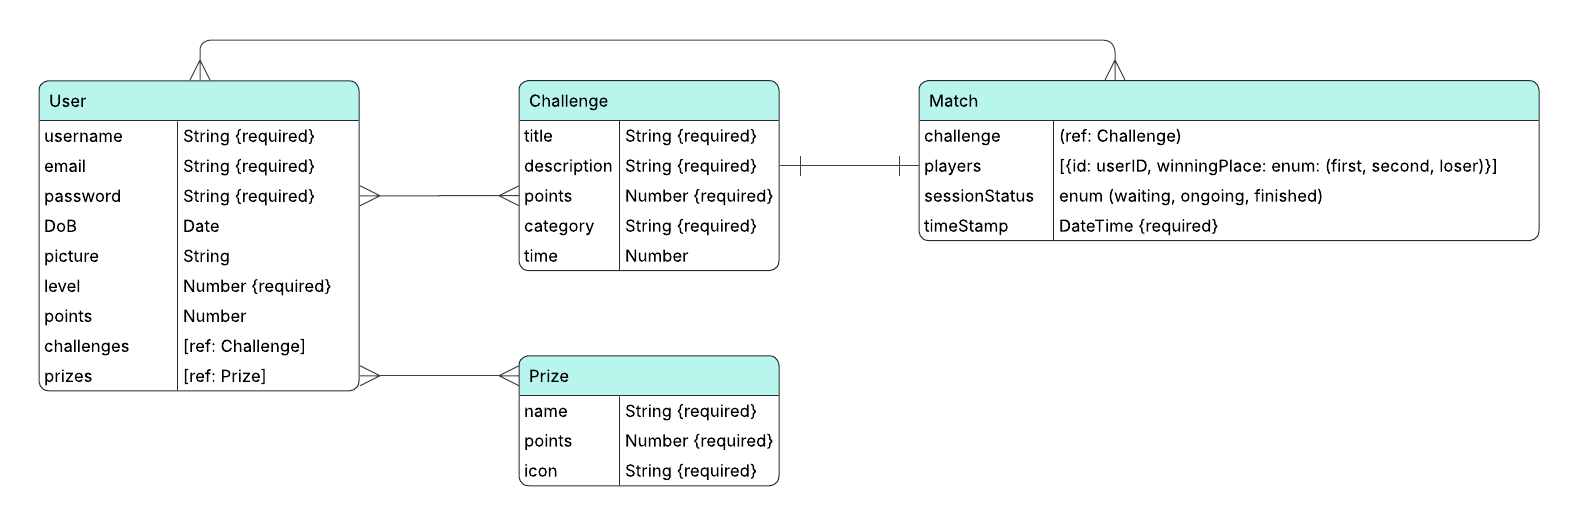 User
username String {required}
email String {required}
password String {required}
DoB Date
picture String
level Number {required}
points Number
challenges [ref: Challenge]
prizes [ref: Prize]
Challenge
title String {required}
description String {required}
points Number {required}
category String {required}
time Number
Match
challenge (ref: Challenge)
players [{id: userID, winningPlace: enum: (first, second, loser)}]
sessionStatus enum (waiting, ongoing, finished)
timeStamp DateTime {required}
Prize
name String {required}
points Number {required}
icon String {required}